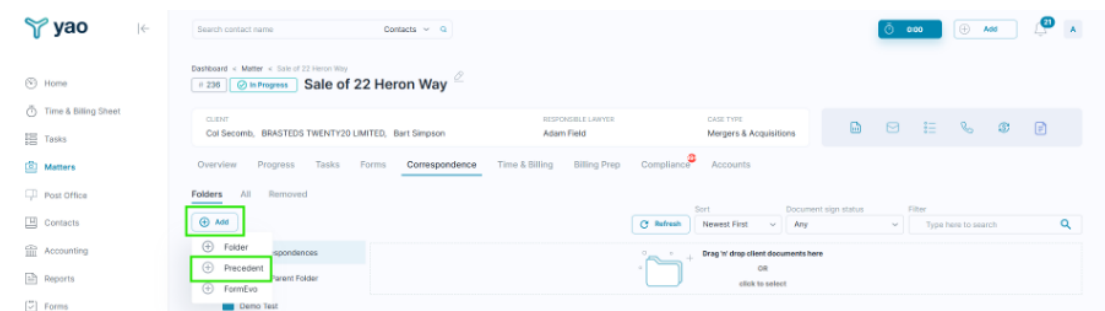 yao
Search contact name
Contacts
0:00
Add
21
A
Home
Time & Billing Sheet
Tasks
Matters
Post Office
Contacts
Accounting
Reports
Forms
Dashboard < Matter < Sale of 22 Heron Way
# 236 In Progress Sale of 22 Heron Way
CLIENT
Col Secomb, BRASTEDS TWENTY20 LIMITED, Bart Simpson
RESPONSIBLE LAWYER
Adam Field
CASE TYPE
Mergers & Acquisitions
Overview Progress Tasks Forms Correspondence Time & Billing Billing Prep Compliance Accounts
Folders All Removed
Add
Refresh
Sort
Newest First
Document sign status
Any
Filter
Type here to search
Folder
spondences
Precedent
Parent Folder
FormEvo
Demo Test
Drag 'n' drop client documents here
OR
click to select